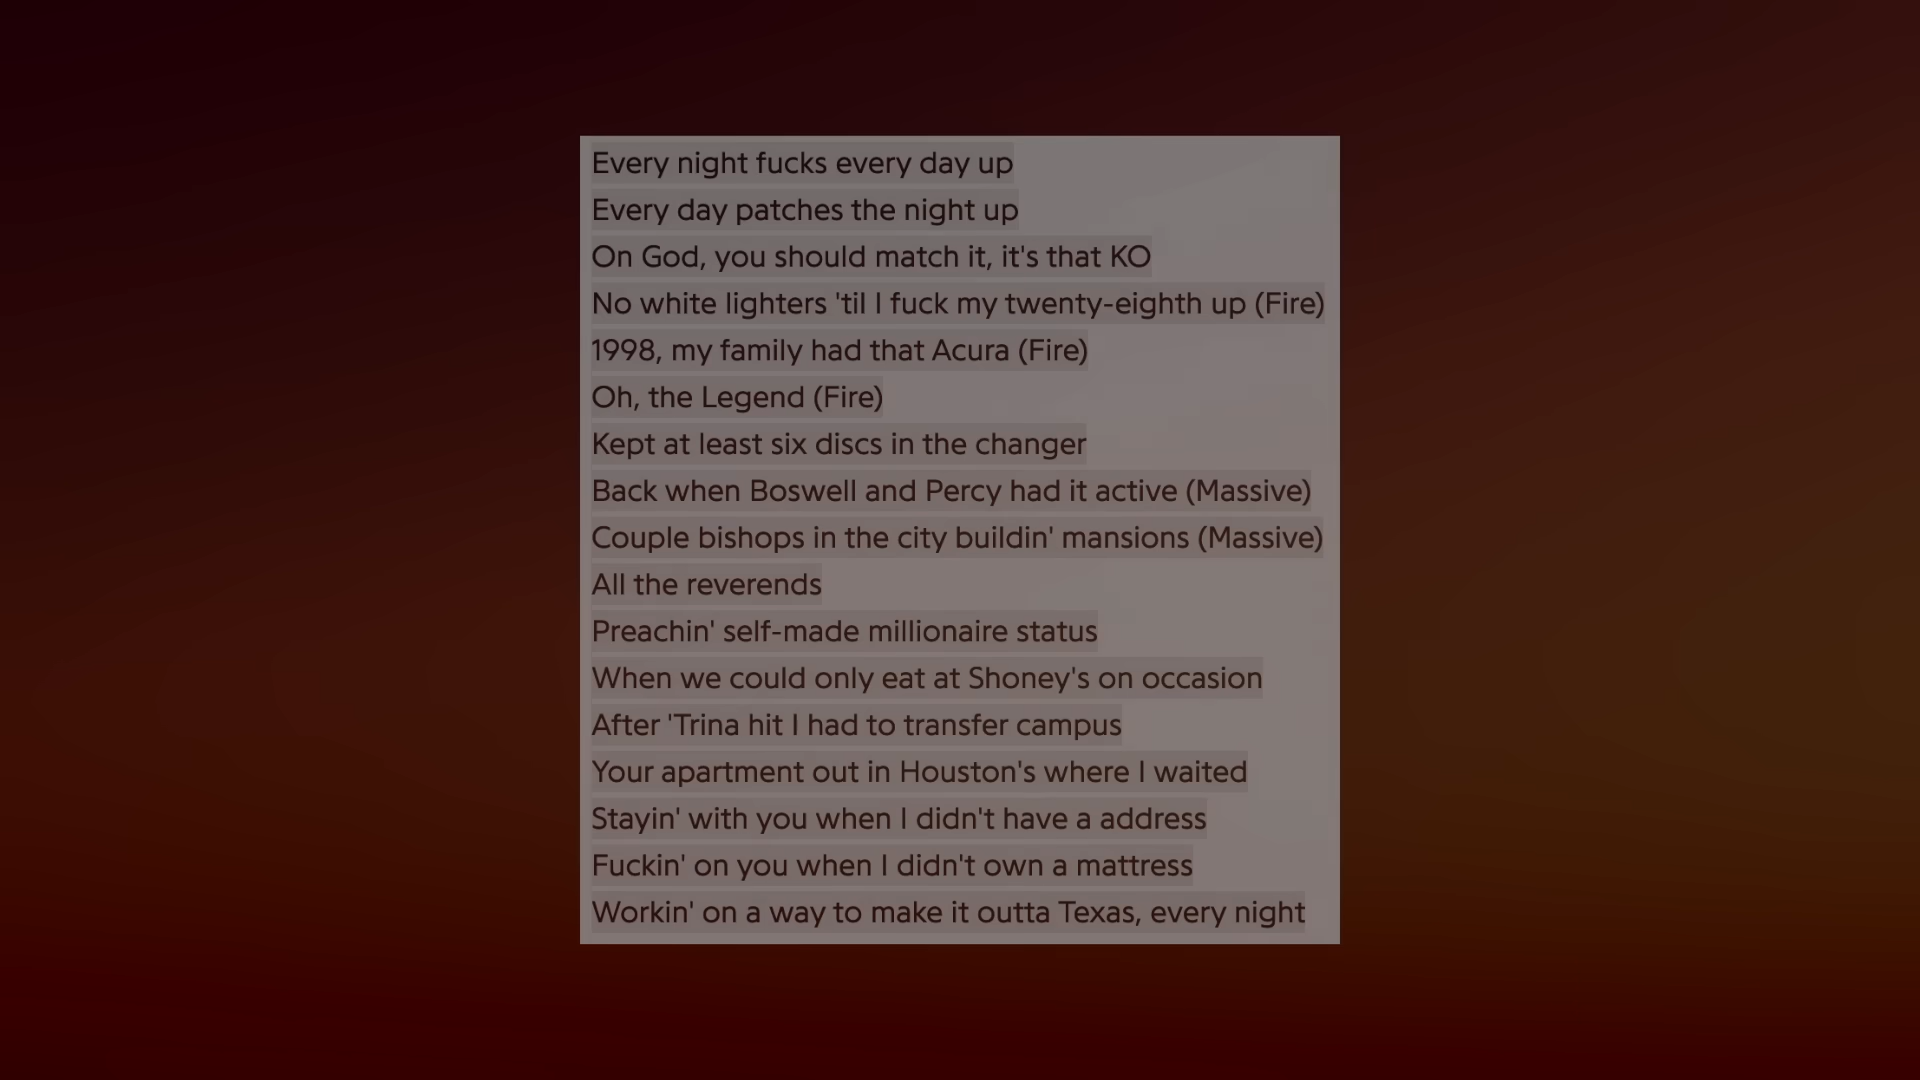 Every night fucks every day up
Every day patches the night up
On God, you should match it, it's that KO
No white lighters 'til I fuck my twenty-eighth up (Fire)
1998, my family had that Acura (Fire)
Oh, the Legend (Fire)
Kept at least six discs in the changer
Back when Boswell and Percy had it active (Massive)
Couple bishops in the city buildin' mansions (Massive)
All the reverends
Preachin' self-made millionaire status
When we could only eat at Shoney's on occasion
After 'Trina hit I had to transfer campus
Your apartment out in Houston's where I waited
Stayin' with you when I didn't have a address
Fuckin' on you when I didn't own a mattress
Workin' on a way to make it outta Texas, every night